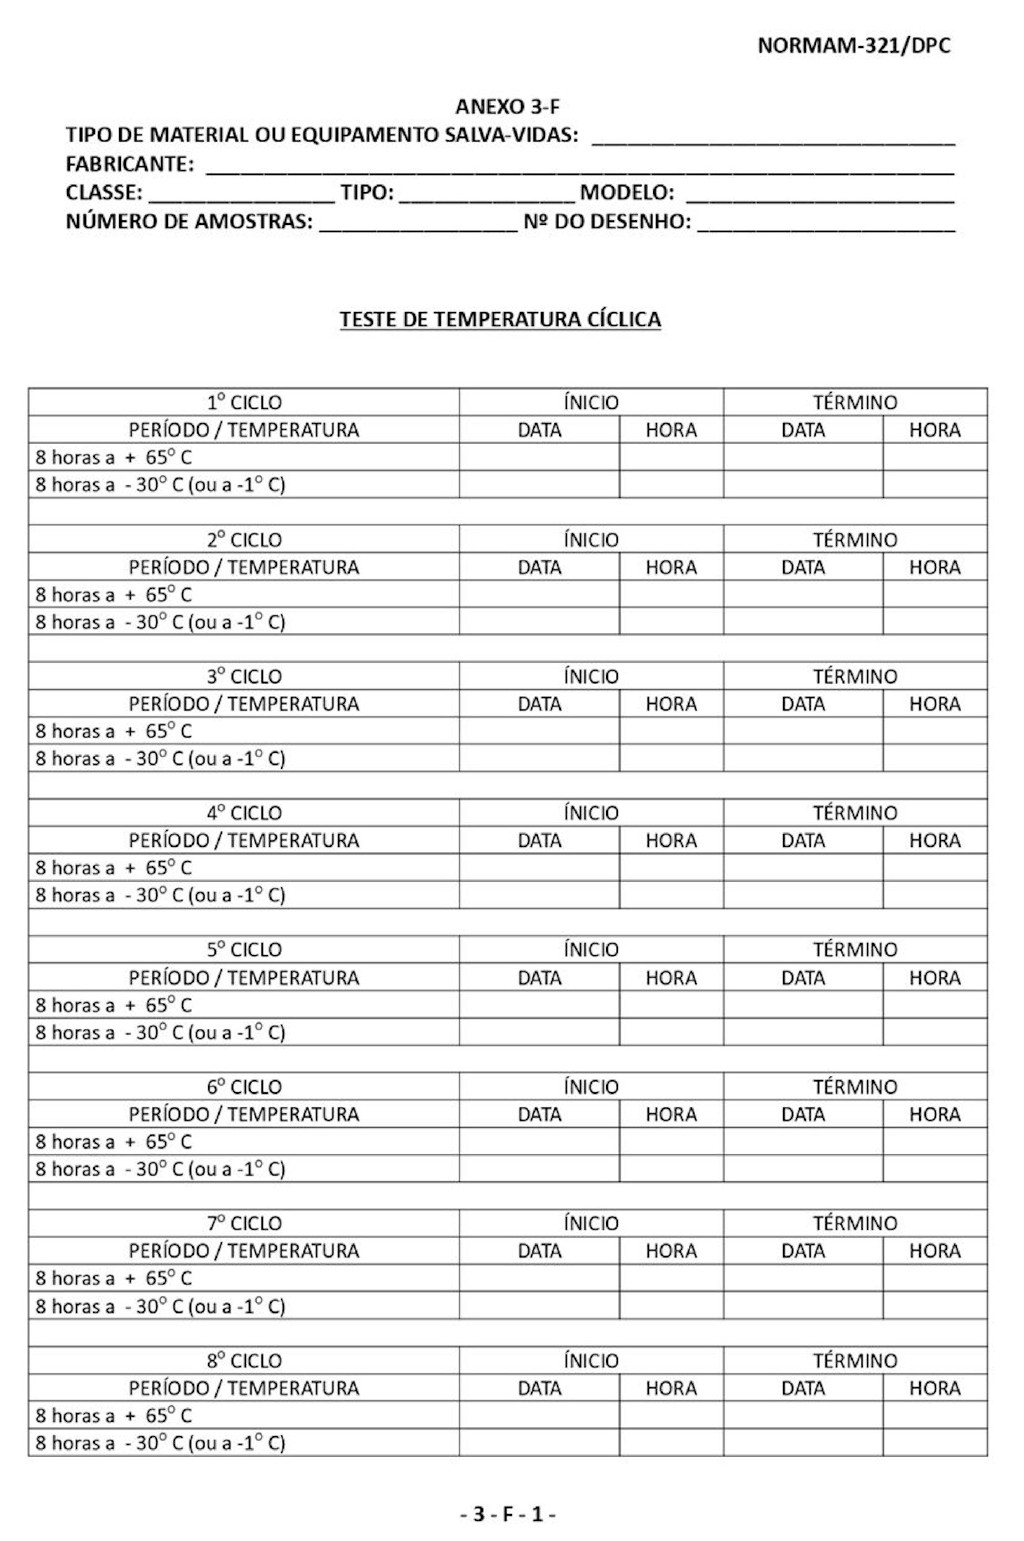 NORMAM-321/DPC
ANEXO 3-F
TIPO DE MATERIAL OU EQUIPAMENTO SALVA-VIDAS: ___
FABRICANTE: ___
CLASSE: ___ TIPO: ___ MODELO: ___
NÚMERO DE AMOSTRAS: ___ Nº DO DESENHO: ___
TESTE DE TEMPERATURA CÍCLICA
1º CICLO ÍNICIO TÉRMINO
PERÍODO / TEMPERATURA DATA HORA DATA HORA
8 horas a + 65º C
8 horas a - 30º C (ou a -1º C)
2º CICLO ÍNICIO TÉRMINO
PERÍODO / TEMPERATURA DATA HORA DATA HORA
8 horas a + 65º C
8 horas a - 30º C (ou a -1º C)
3º CICLO ÍNICIO TÉRMINO
PERÍODO / TEMPERATURA DATA HORA DATA HORA
8 horas a + 65º C
8 horas a - 30º C (ou a -1º C)
4º CICLO ÍNICIO TÉRMINO
PERÍODO / TEMPERATURA DATA HORA DATA HORA
8 horas a + 65º C
8 horas a - 30º C (ou a -1º C)
5º CICLO ÍNICIO TÉRMINO
PERÍODO / TEMPERATURA DATA HORA DATA HORA
8 horas a + 65º C
8 horas a - 30º C (ou a -1º C)
6º CICLO ÍNICIO TÉRMINO
PERÍODO / TEMPERATURA DATA HORA DATA HORA
8 horas a + 65º C
8 horas a - 30º C (ou a -1º C)
7º CICLO ÍNICIO TÉRMINO
PERÍODO / TEMPERATURA DATA HORA DATA HORA
8 horas a + 65º C
8 horas a - 30º C (ou a -1º C)
8º CICLO ÍNICIO TÉRMINO
PERÍODO / TEMPERATURA DATA HORA DATA HORA
8 horas a + 65º C
8 horas a - 30º C (ou a -1º C)
- 3 - F - 1 -